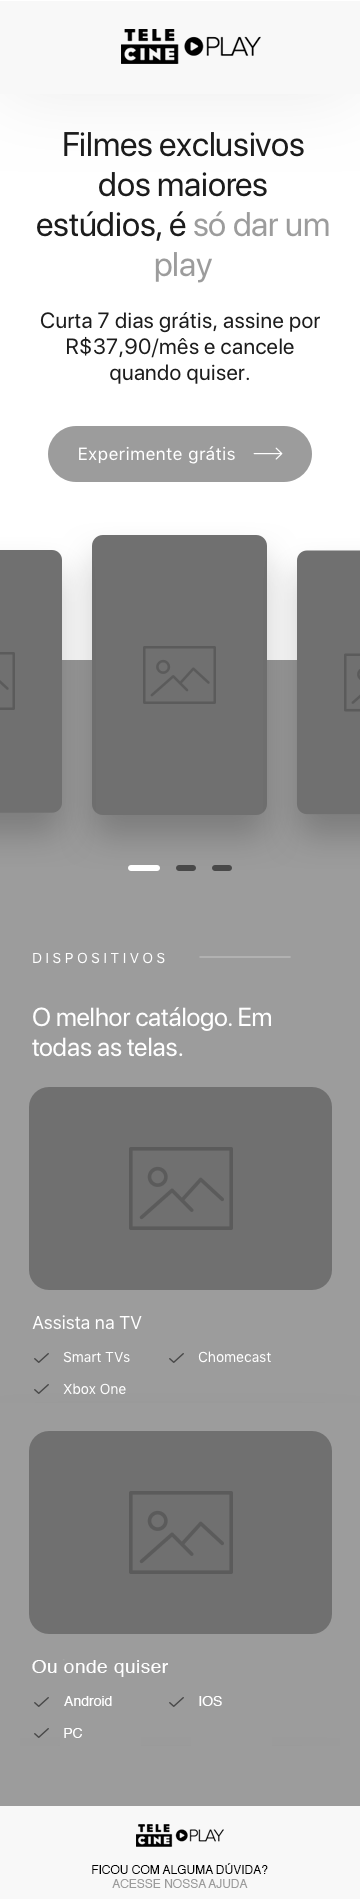 TELE
CINE PLAY
Filmes exclusivos
dos maiores
estúdios, é só dar um
play
Curta 7 dias grátis, assine por
R$37,90/mês e cancele
quando quiser.
Experimente grátis
DISPOSITIVOS
O melhor catálogo. Em
todas as telas.
Assista na TV
Smart TVs Chomecast
Xbox One
Ou onde quiser
Android IOS
PC
TELE
CINE PLAY
FICOU COM ALGUMA DÚVIDA?
ACESSE NOSSA AJUDA